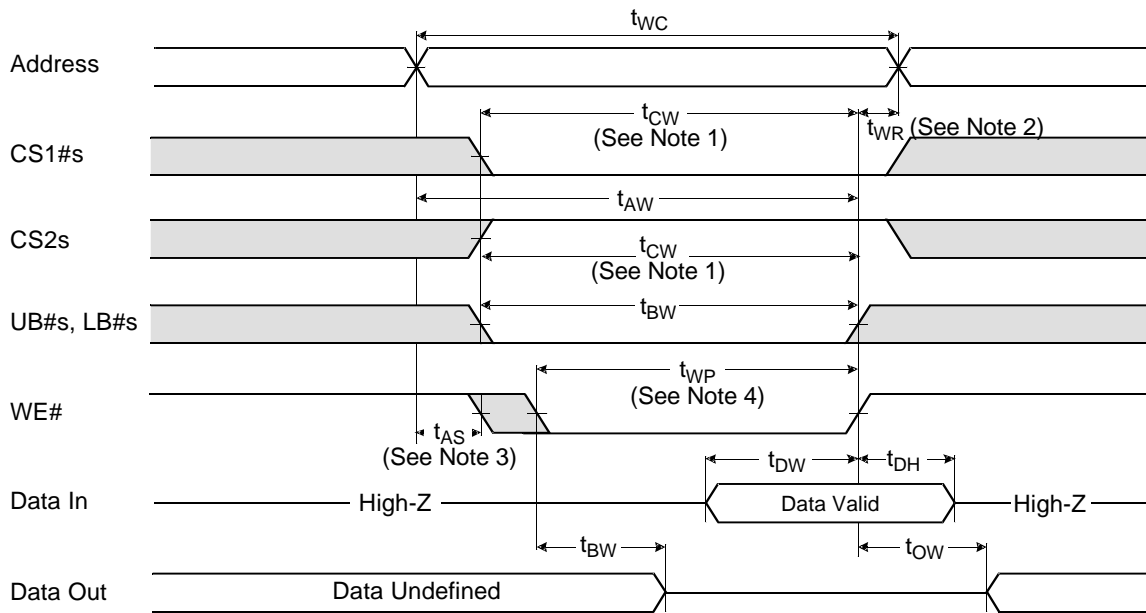 tWC
Address
tCW
(See Note 1)
tWR (See Note 2)
CS1#s
tAW
CS2s
tCW
(See Note 1)
UB#s, LB#s
tBW
tWP
(See Note 4)
WE#
tAS
(See Note 3)
tDW
tDH
Data In
High-Z
Data Valid
High-Z
tBW
tOW
Data Out
Data Undefined